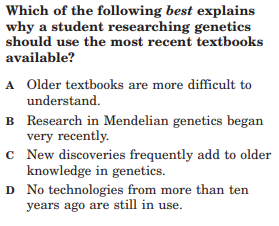 Which of the following best explains
why a student researching genetics
should use the most recent textbooks
available?
A Older textbooks are more difficult to
understand.
B Research in Mendelian genetics began
very recently.
C New discoveries frequently add to older
knowledge in genetics.
D No technologies from more than ten
years ago are still in use.